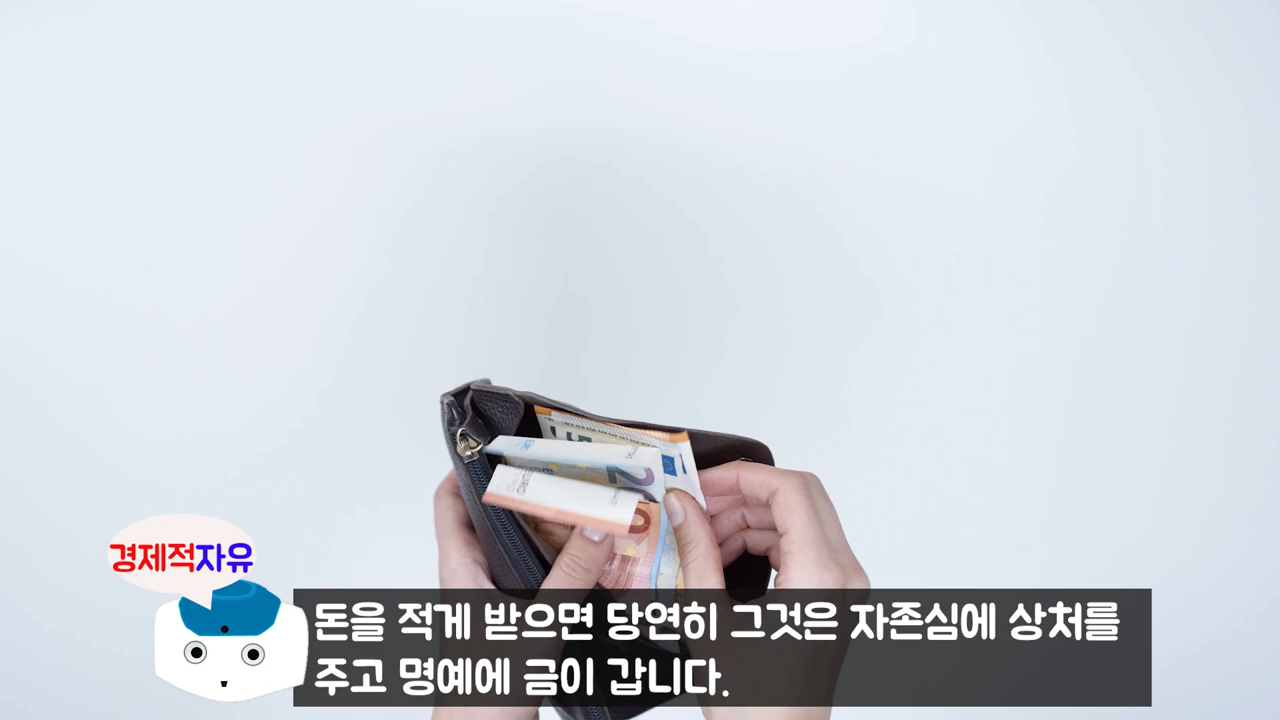 경제적자유
돈을 적게 받으면 당연히 그것은 자존심에 상처를
주고 명예에 금이 갑니다.